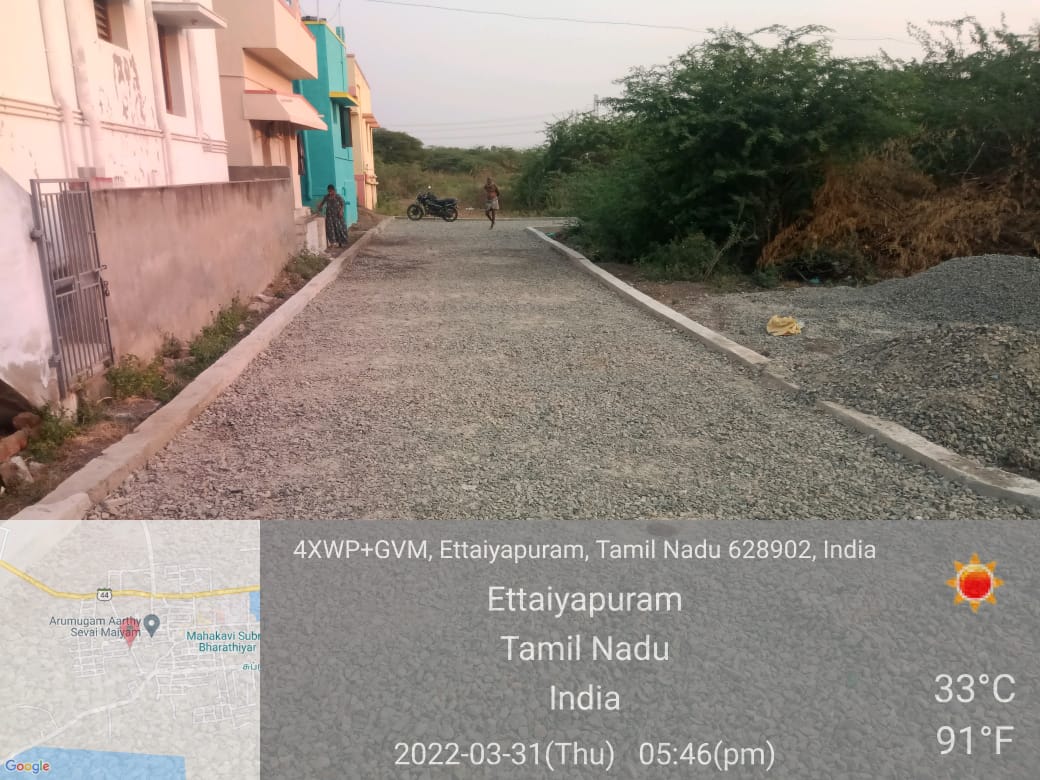 4XWP+GVM, Ettaiyapuram, Tamil Nadu 628902, India
Ettaiyapuram
Tamil Nadu
India
2022-03-31(Thu) 05:46(pm)
33°C
91°F
44
Arumugam Aarthy
Sevai Maiyam
Mahakavi Subr
Bharathiyar
Google